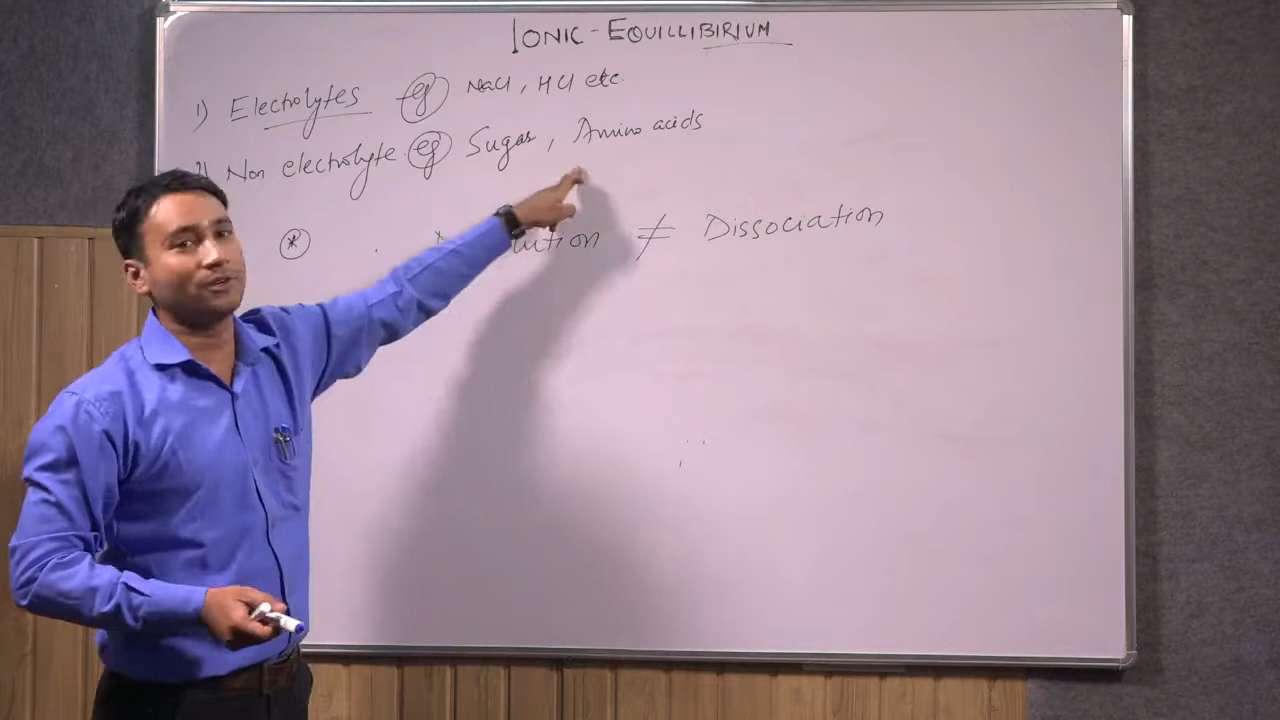 IONIC-EQUILLIBIRIUM
1) Electrolytes eg NaCl, HCl etc.
Non electrolyte eg Sugar, Amino acids
* ≠ Dissociation